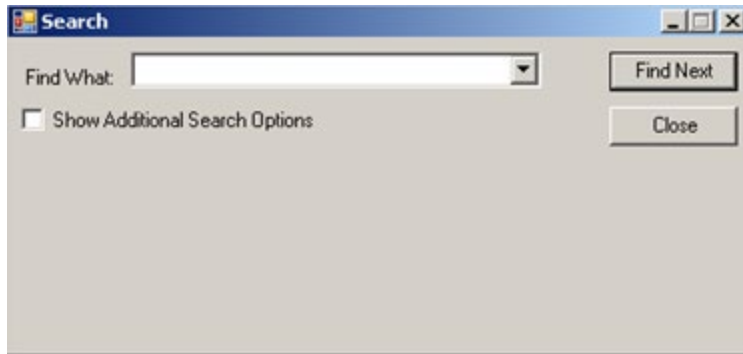 Search
Find What:
Find Next
Show Additional Search Options
Close